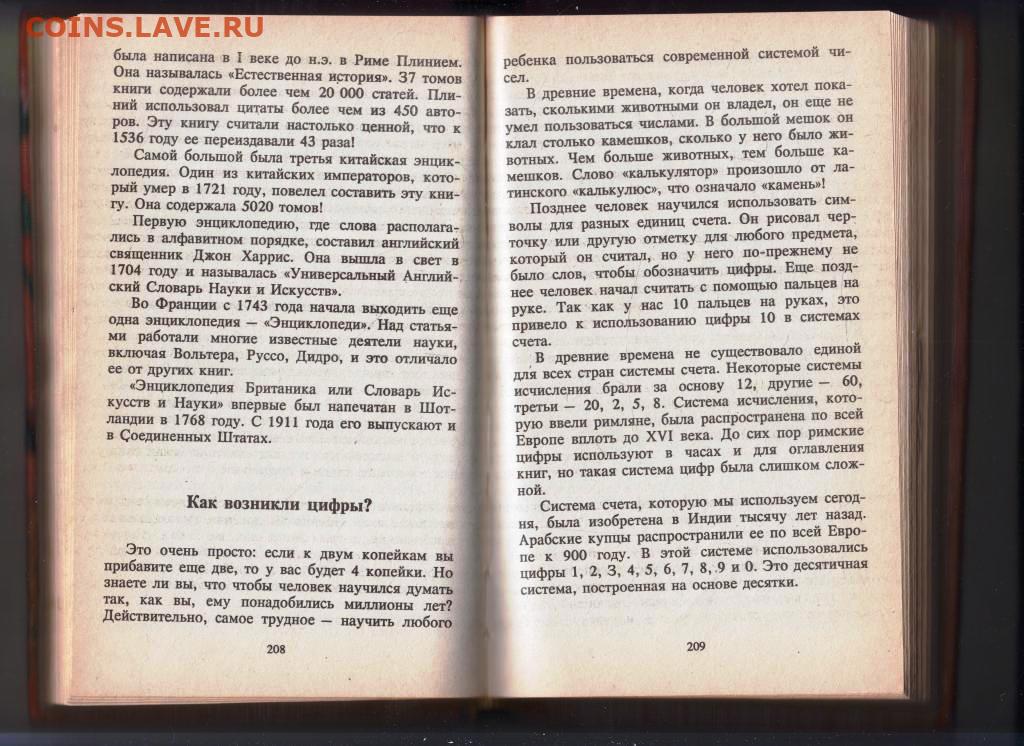 COINS.LAVE.RU
была написана в I веке до н.э. в Риме Плинием.
Она называлась «Естественная история». 37 томов
книги содержали более чем 20 000 статей. Пли-
ний использовал цитаты более чем из 450 авто-
ров. Эту книгу считали настолько ценной, что к
1536 году ее переиздавали 43 раза!
Самой большой была третья китайская энцик-
лопедия. Один из китайских императоров, кото-
рый умер в 1721 году, повелел составить эту кни-
гу. Она содержала 5020 томов!
Первую энциклопедию, где слова располага-
лись в алфавитном порядке, составил английский
священник Джон Харрис. Она вышла в свет в
1704 году и называлась «Универсальный Англий-
ский Словарь Науки и Искусств».
Во Франции с 1743 года начала выходить еще
одна энциклопедия — «Энциклопеди». Над статья-
ми работали многие известные деятели науки,
включая Вольтера, Руссо, Дидро, и это отличало
ее от других книг.
«Энциклопедия Британика или Словарь Ис-
кусств и Науки» впервые был напечатан в Шот-
ландии в 1768 году. С 1911 года его выпускают и
в Соединенных Штатах.
Как возникли цифры?
Это очень просто: если к двум копейкам вы
прибавите еще две, то у вас будет 4 копейки. Но
знаете ли вы, что чтобы человек научился думать
так, как вы, ему понадобились миллионы лет?
Действительно, самое трудное — научить любого
208
ребенка пользоваться современной системой чи-
сел.
В древние времена, когда человек хотел пока-
зать, сколькими животными он владел, он еще не
умел пользоваться числами. В большой мешок он
клал столько камешков, сколько у него было жи-
вотных. Чем больше животных, тем больше ка-
мешков. Слово «калькулятор» произошло от ла-
тинского «калькулюс», что означало «камень»!
Позднее человек научился использовать сим-
волы для разных единиц счета. Он рисовал чер-
точку или другую отметку для любого предмета,
который он считал, но у него по-прежнему не
было слов, чтобы обозначить цифры. Еще позд-
нее человек начал считать с помощью пальцев на
руке. Так как у нас 10 пальцев на руках, это
привело к использованию цифры 10 в системах
счета.
В древние времена не существовало единой
для всех стран системы счета. Некоторые системы
исчисления брали за основу 12, другие — 60,
третьи — 20, 2, 5, 8. Система исчисления, кото-
рую ввели римляне, была распространена по всей
Европе вплоть до XVI века. До сих пор римские
цифры используют в часах и для оглавления
книг, но такая система цифр была слишком слож-
ной.
Система счета, которую мы используем сегод-
ня, была изобретена в Индии тысячу лет назад.
Арабские купцы распространили ее по всей Евро-
пе к 900 году. В этой системе использовались
цифры 1, 2, 3, 4, 5, 6, 7, 8, 9 и 0. Это десятичная
система, построенная на основе десятки.
209